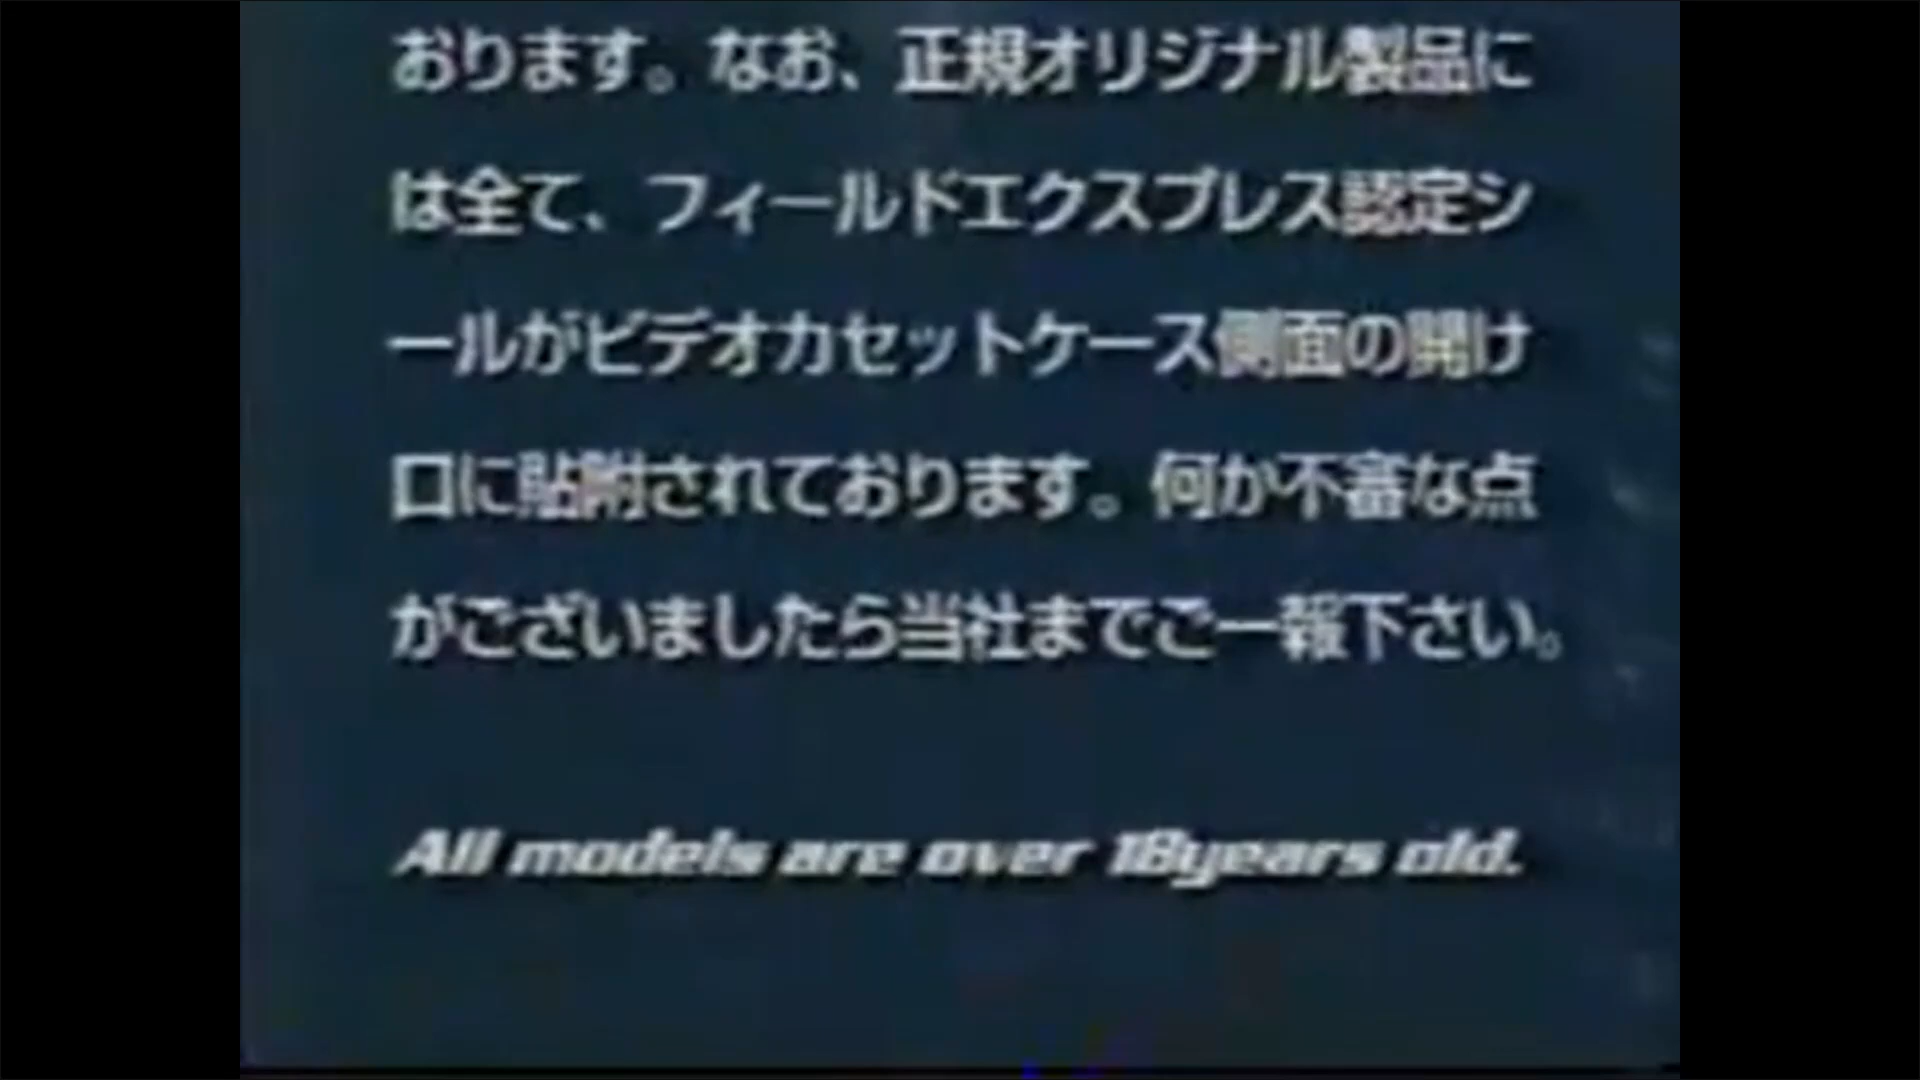 おります。なお、正規オリジナル製品に
は全て、フィールドエクスプレス認定シ
ールがビデオカセットケース側面の開け
口に貼附されております。何か不審な点
がございましたら当社までご一報下さい。
All models are over 18years old.